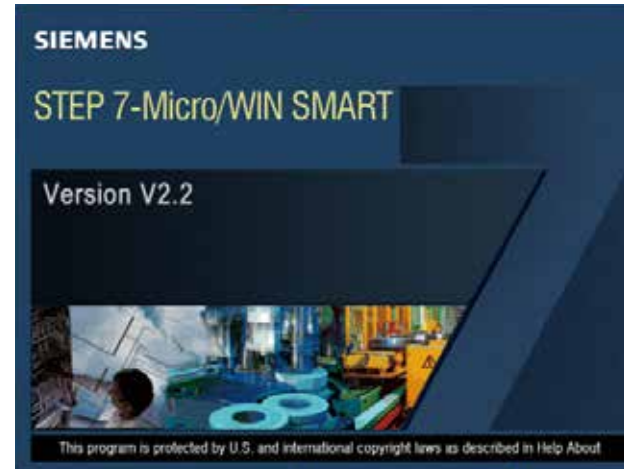 SIEMENS
STEP 7-Micro/WIN SMART
Version V2.2
This program is protected by U.S. and international copyright laws as described in Help About